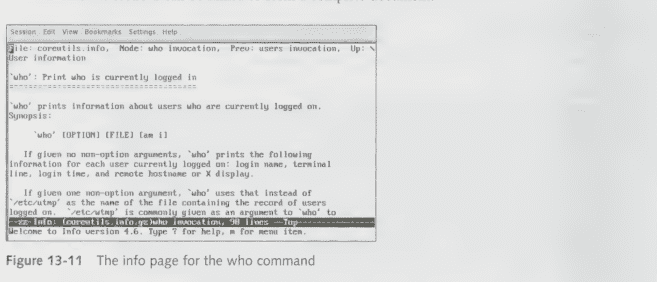 Session Edit View Bookmarks Settings Help
File: coreutils.info, Node: who invocation, Prev: users invocation, Up: \
User information
`who': Print who is currently logged in
`who' prints information about users who are currently logged on.
Synopsis:
`who' [OPTION] [FILE] [am i]
If given no non-option arguments, `who' prints the following
information for each user currently logged on: login name, terminal
line, login time, and remote hostname or X display.
If given one non-option argument, `who' uses that instead of
`/etc/utmp' as the name of the file containing the record of users
logged on. `/etc/wtmp' is commonly given as an argument to `who' to
--zz-Info: (coreutils.info.gz)who invocation, 90 lines --Top
Welcome to Info version 4.6. Type ? for help, m for menu item.
Figure 13-11 The info page for the who command